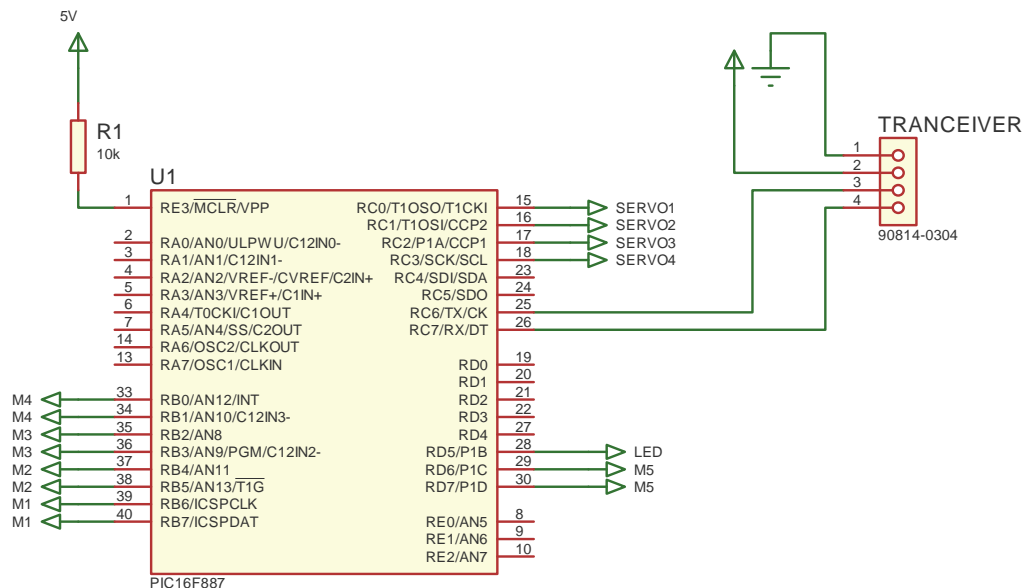 5V
R1
10k
U1
TRANCEIVER
1
2
3
4
90814-0304
1 RE3/MCLR/VPP
2 RA0/AN0/ULPWU/C12IN0-
3 RA1/AN1/C12IN1-
4 RA2/AN2/VREF-/CVREF/C2IN+
5 RA3/AN3/VREF+/C1IN+
6 RA4/T0CKI/C1OUT
7 RA5/AN4/SS/C2OUT
14 RA6/OSC2/CLKOUT
13 RA7/OSC1/CLKIN
M4 33 RB0/AN12/INT
M4 34 RB1/AN10/C12IN3-
M3 35 RB2/AN8
M3 36 RB3/AN9/PGM/C12IN2-
M2 37 RB4/AN11
M2 38 RB5/AN13/T1G
M1 39 RB6/ICSPCLK
M1 40 RB7/ICSPDAT
RC0/T1OSO/T1CKI 15 SERVO1
RC1/T1OSI/CCP2 16 SERVO2
RC2/P1A/CCP1 17 SERVO3
RC3/SCK/SCL 18 SERVO4
RC4/SDI/SDA 23
RC5/SDO 24
RC6/TX/CK 25
RC7/RX/DT 26
RD0 19
RD1 20
RD2 21
RD3 22
RD4 27
RD5/P1B 28 LED
RD6/P1C 29 M5
RD7/P1D 30 M5
RE0/AN5 8
RE1/AN6 9
RE2/AN7 10
PIC16F887